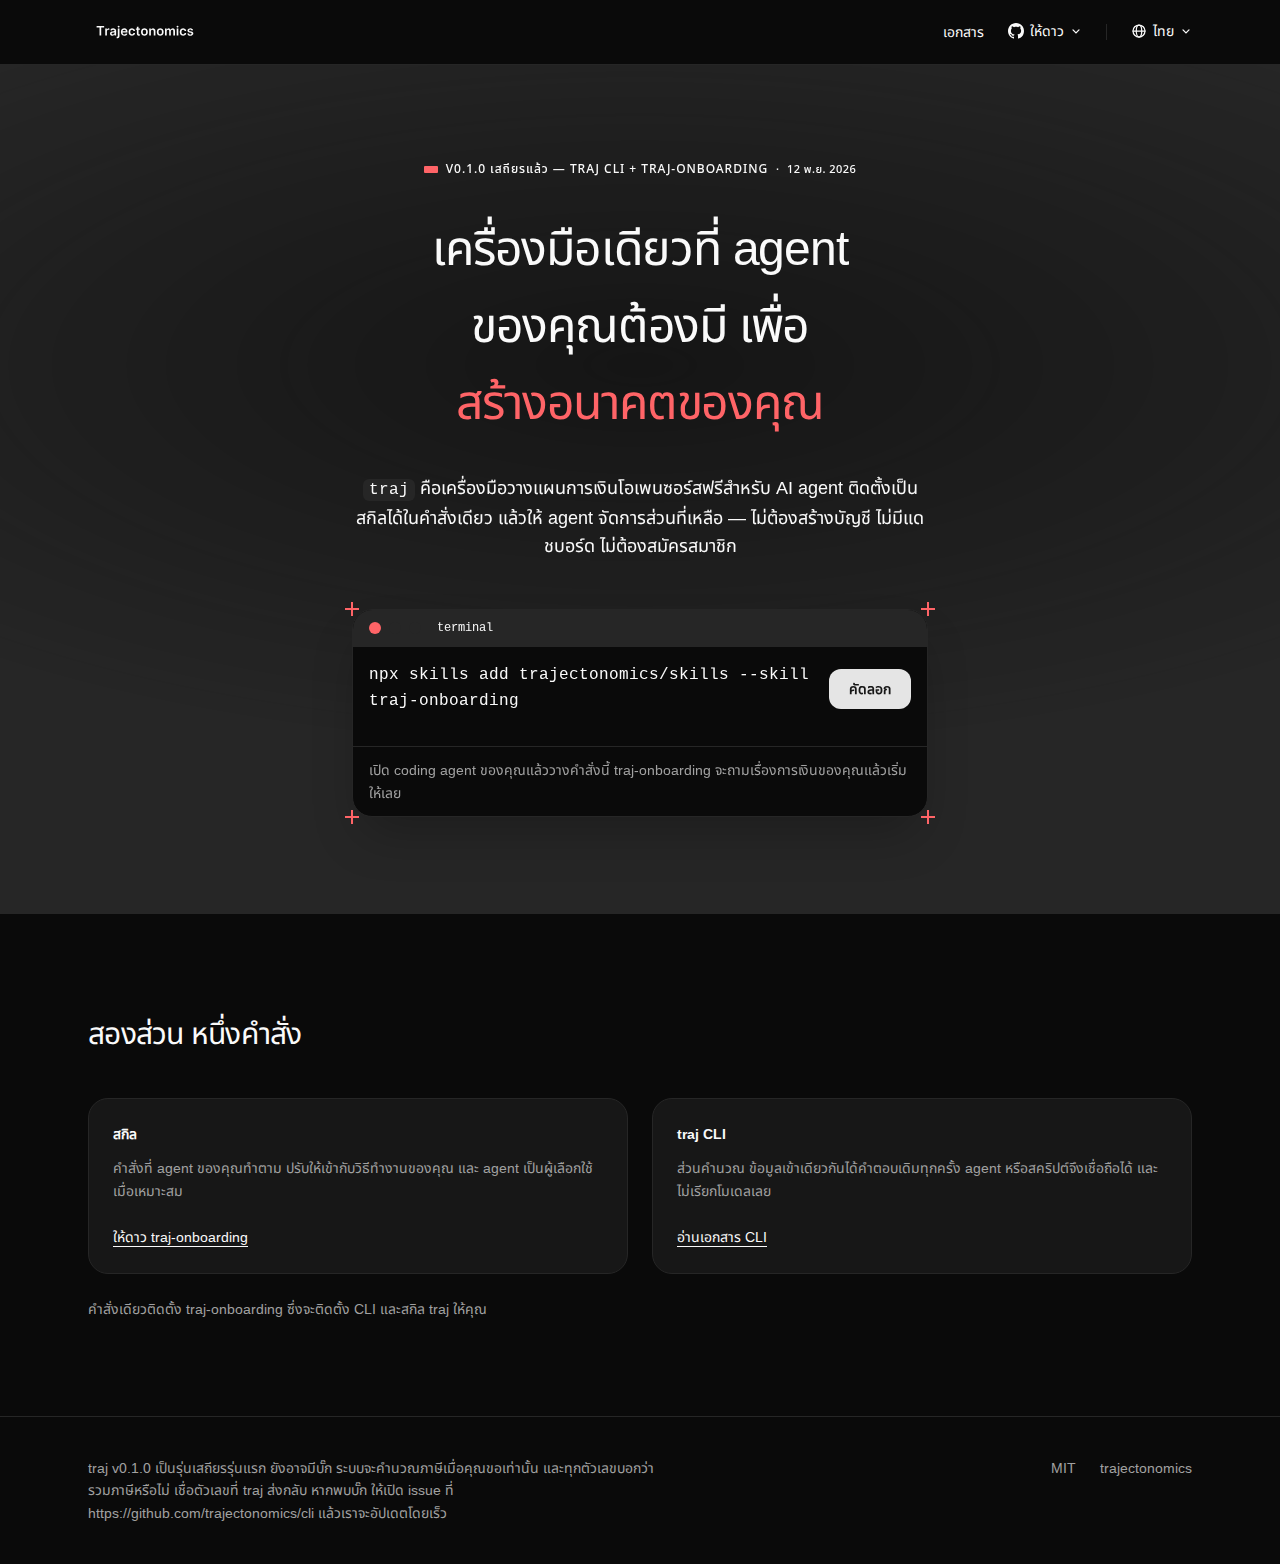 Trajectonomics
เอกสาร
ให้ดาว
ไทย
V0.1.0 เสถียรแล้ว — TRAJ CLI + TRAJ-ONBOARDING · 12 พ.ย. 2026
เครื่องมือเดียวที่ agent
ของคุณต้องมี เพื่อ
สร้างอนาคตของคุณ
traj คือเครื่องมือวางแผนการเงินโอเพนซอร์สฟรีสำหรับ AI agent ติดตั้งเป็น
สกิลได้ในคำสั่งเดียว แล้วให้ agent จัดการส่วนที่เหลือ — ไม่ต้องสร้างบัญชี ไม่มีแด
ชบอร์ด ไม่ต้องสมัครสมาชิก
terminal
npx skills add trajectonomics/skills --skill
traj-onboarding
คัดลอก
เปิด coding agent ของคุณแล้ววางคำสั่งนี้ traj-onboarding จะถามเรื่องการเงินของคุณแล้วเริ่ม
ให้เลย
สองส่วน หนึ่งคำสั่ง
สกิล
คำสั่งที่ agent ของคุณทำตาม ปรับให้เข้ากับวิธีทำงานของคุณ และ agent เป็นผู้เลือกใช้
เมื่อเหมาะสม
ให้ดาว traj-onboarding
traj CLI
ส่วนคำนวณ ข้อมูลเข้าเดียวกันได้คำตอบเดิมทุกครั้ง agent หรือสคริปต์จึงเชื่อถือได้ และ
ไม่เรียกโมเดลเลย
อ่านเอกสาร CLI
คำสั่งเดียวติดตั้ง traj-onboarding ซึ่งจะติดตั้ง CLI และสกิล traj ให้คุณ
traj v0.1.0 เป็นรุ่นเสถียรรุ่นแรก ยังอาจมีบั๊ก ระบบจะคำนวณภาษีเมื่อคุณขอเท่านั้น และทุกตัวเลขบอกว่า
รวมภาษีหรือไม่ เชื่อตัวเลขที่ traj ส่งกลับ หากพบบั๊ก ให้เปิด issue ที่
https://github.com/trajectonomics/cli แล้วเราจะอัปเดตโดยเร็ว
MIT
trajectonomics